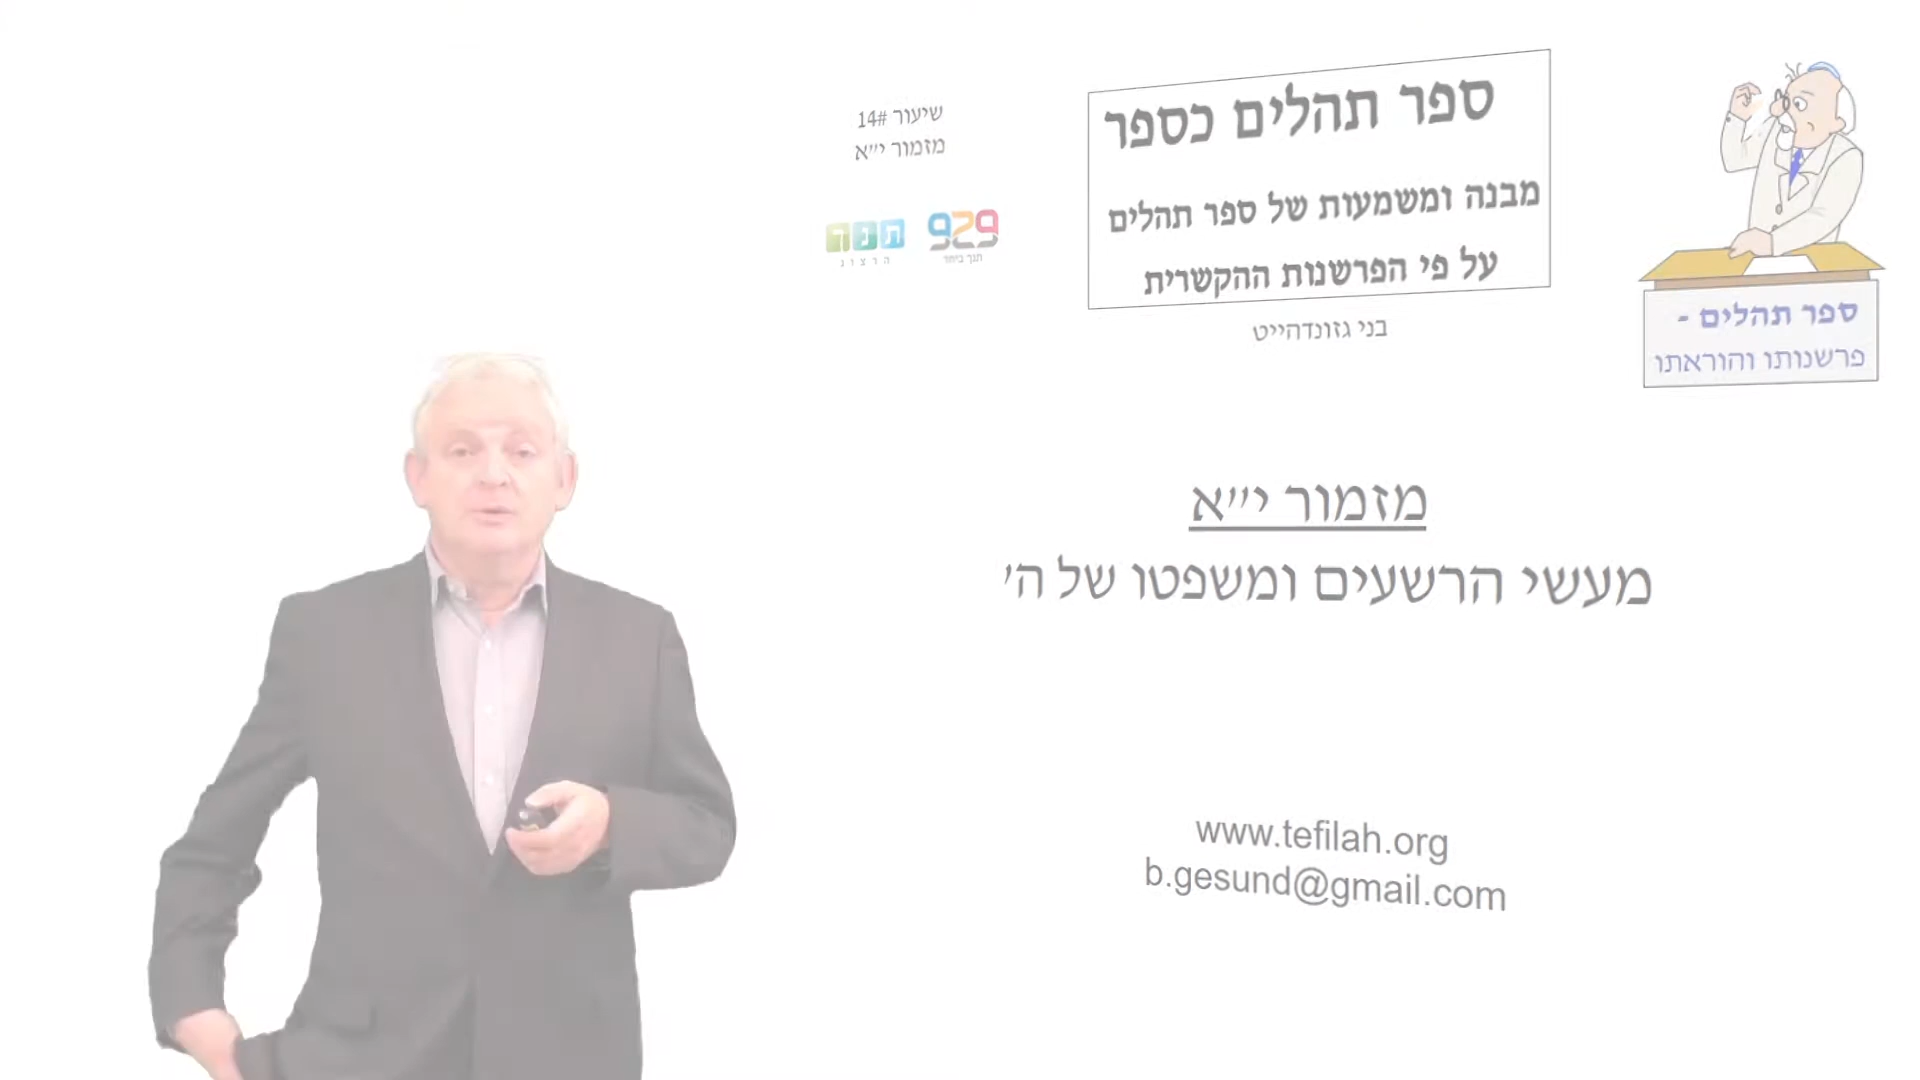 שיעור #14
מזמור י״א
929
תנך ביחד
תנך
הרצוג
ספר תהלים כספר
מבנה ומשמעות של ספר תהלים
על פי הפרשנות ההקשרית
בני גזונדהייט
ספר תהלים -
פרשנותו והוראתו
מזמור י״א
מעשי הרשעים ומשפטו של ה׳
www.tefilah.org
b.gesund@gmail.com